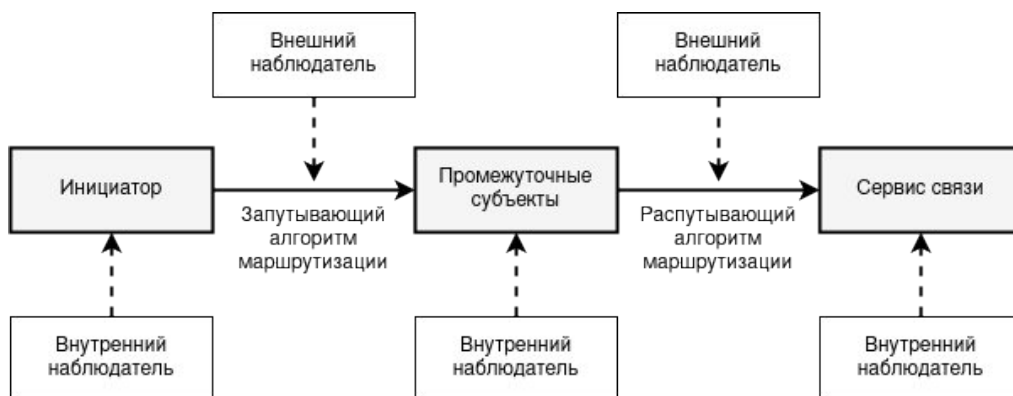 Внешний
наблюдатель
Внешний
наблюдатель
Инициатор
Промежуточные
субъекты
Сервис связи
Запутывающий
алгоритм
маршрутизации
Распутывающий
алгоритм
маршрутизации
Внутренний
наблюдатель
Внутренний
наблюдатель
Внутренний
наблюдатель